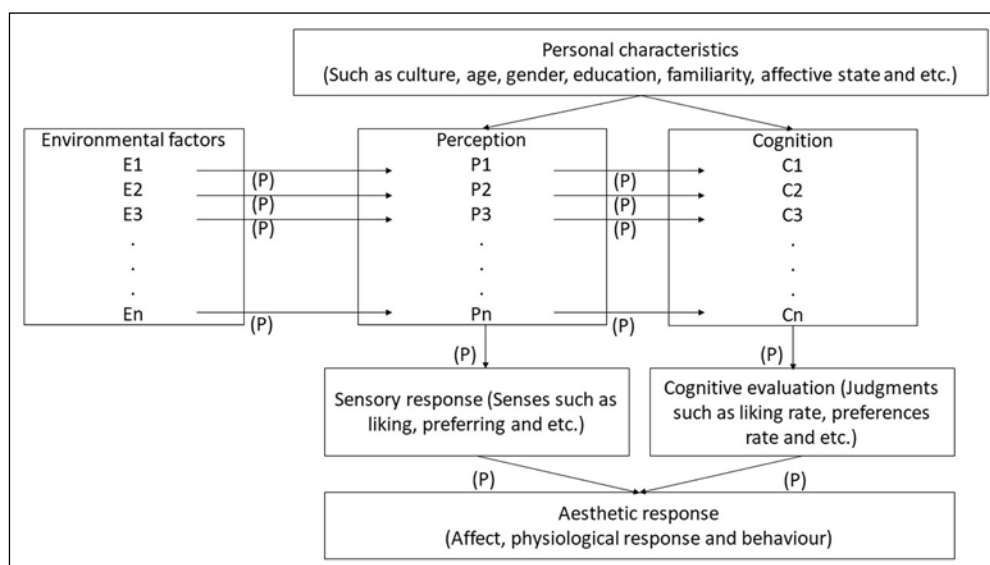 Personal characteristics
(Such as culture, age, gender, education, familiarity, affective state and etc.)
Environmental factors
E1
E2
E3
.
.
.
En
(P)
(P)
(P)
(P)
Perception
P1
P2
P3
.
.
.
Pn
(P)
(P)
(P)
(P)
Cognition
C1
C2
C3
.
.
.
Cn
(P)
(P)
Sensory response (Senses such as
liking, preferring and etc.)
Cognitive evaluation (Judgments
such as liking rate, preferences
rate and etc.)
(P)
(P)
Aesthetic response
(Affect, physiological response and behaviour)